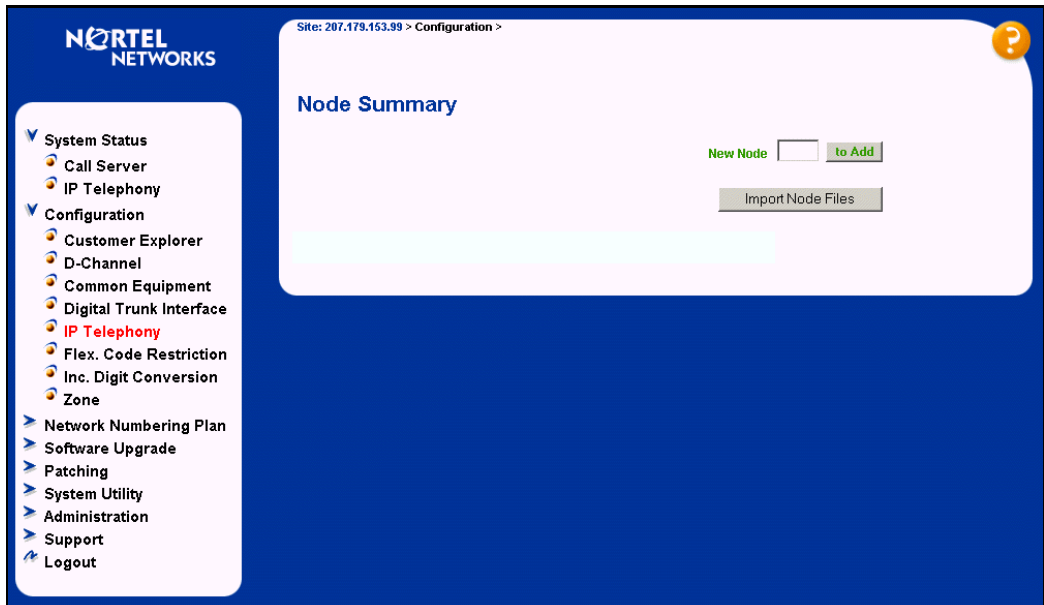 NORTEL
NETWORKS
Site: 207.179.153.99 > Configuration >
?
Node Summary
New Node to Add
Import Node Files
System Status
Call Server
IP Telephony
Configuration
Customer Explorer
D-Channel
Common Equipment
Digital Trunk Interface
IP Telephony
Flex. Code Restriction
Inc. Digit Conversion
Zone
Network Numbering Plan
Software Upgrade
Patching
System Utility
Administration
Support
Logout